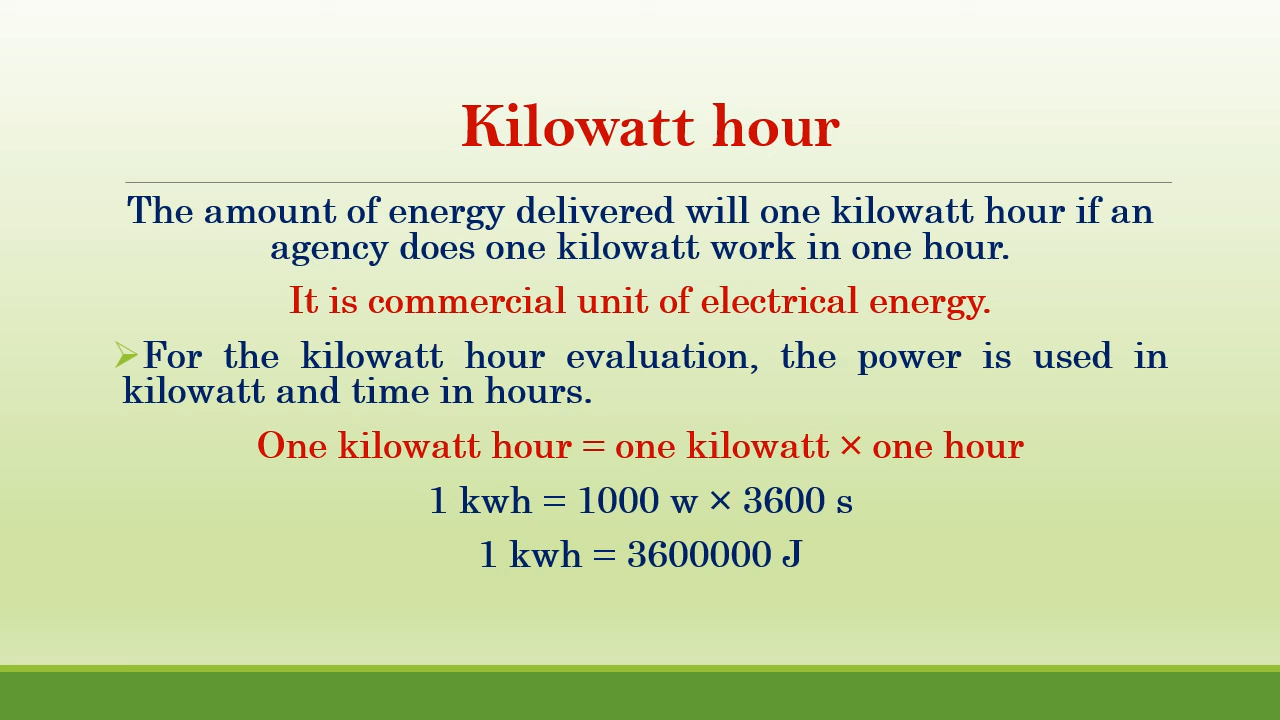 Kilowatt hour
The amount of energy delivered will one kilowatt hour if an
agency does one kilowatt work in one hour.
It is commercial unit of electrical energy.
➢For the kilowatt hour evaluation, the power is used in
kilowatt and time in hours.
One kilowatt hour = one kilowatt × one hour
1 kwh = 1000 w × 3600 s
1 kwh = 3600000 J